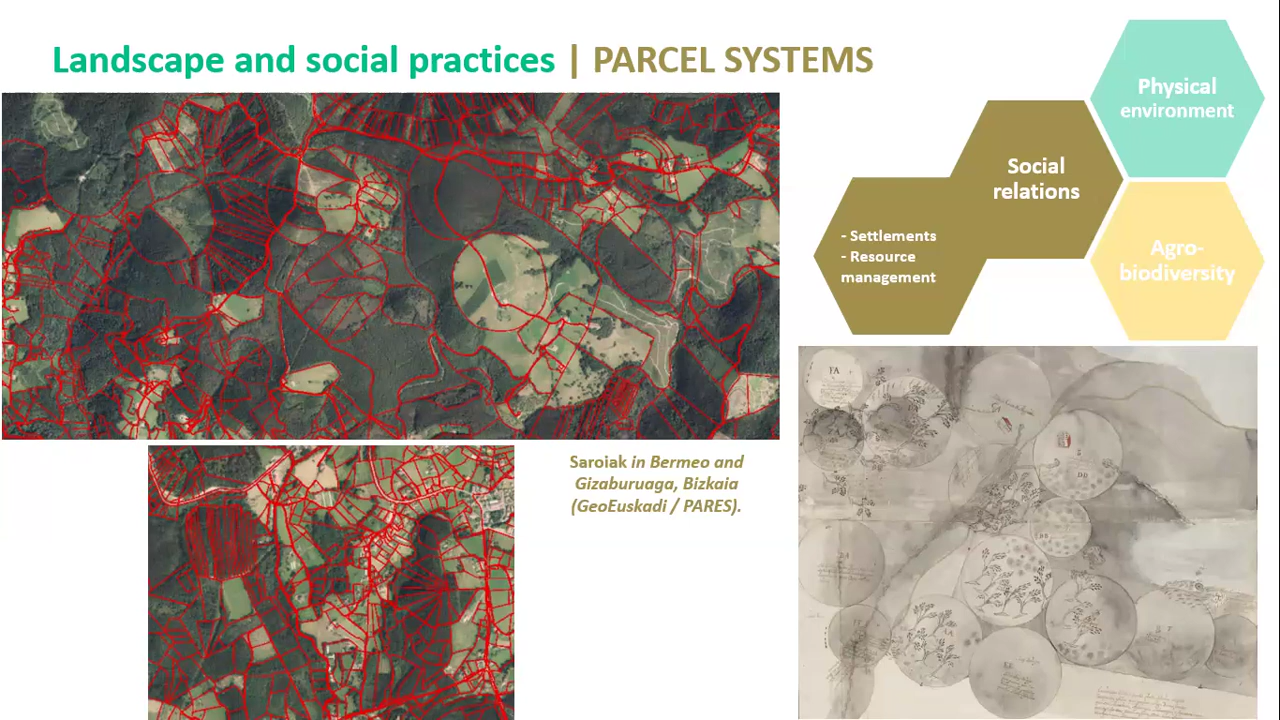 Landscape and social practices | PARCEL SYSTEMS
Physical
environment
Social
relations
- Settlements
- Resource
management
Agro-
biodiversity
Saroiak in Bermeo and
Gizaburuaga, Bizkaia
(GeoEuskadi / PARES).